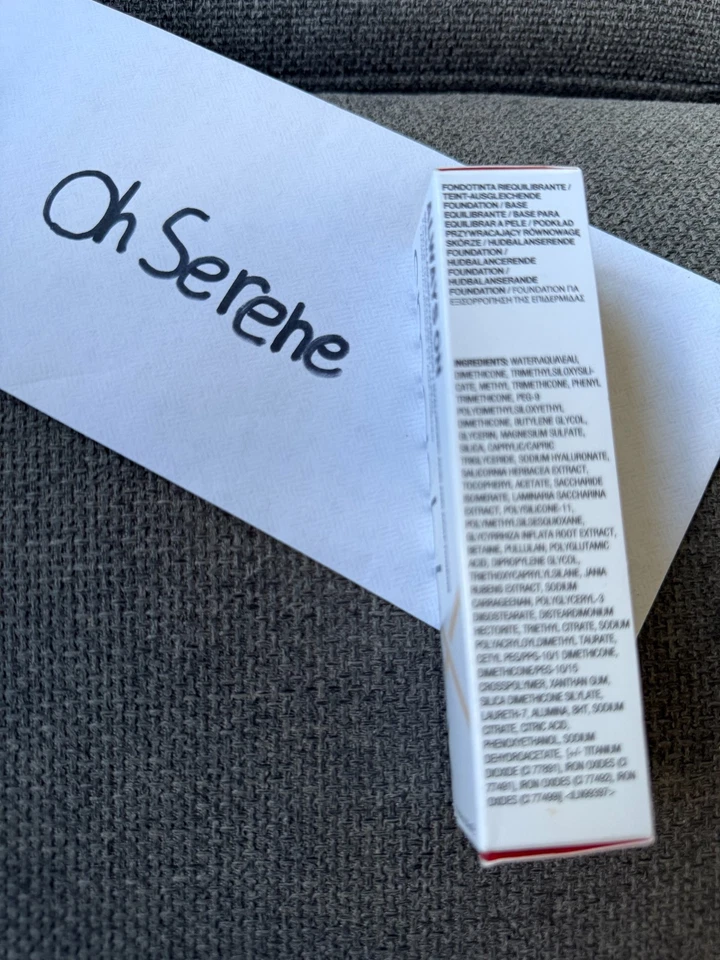 Oh Serehe
FONDOTINTA RIEQUILIBRANTE /
TEINT-AUSGLEICHENDE
FOUNDATION / BASE
EQUILIBRANTE / BASE PARA
EQUILIBRAR A PELE / PODKŁAD
PRZYWRACAJĄCY RÓWNOWAGĘ
SKÓRZE / HUDBALANSERENDE
FOUNDATION /
HUDBALANCERENDE
FOUNDATION /
HUDBALANSERANDE
FOUNDATION / FOUNDATION ΓΙΑ
ΕΞΙΣΟΡΡΟΠΗΣΗ ΤΗΣ ΕΠΙΔΕΡΜΙΔΑΣ
INGREDIENTS: WATER\AQUA\EAU,
DIMETHICONE, TRIMETHYLSILOXYSILI-
CATE, METHYL TRIMETHICONE, PHENYL
TRIMETHICONE, PEG-9
POLYDIMETHYLSILOXYETHYL
DIMETHICONE, BUTYLENE GLYCOL,
GLYCERIN, MAGNESIUM SULFATE,
SILICA, CAPRYLIC/CAPRIC
TRIGLYCERIDE, SODIUM HYALURONATE,
SALICORNIA HERBACEA EXTRACT,
TOCOPHERYL ACETATE, SACCHARIDE
ISOMERATE, LAMINARIA SACCHARINA
EXTRACT, POLYSILICONE-11,
POLYMETHYLSILSESQUIOXANE,
GLYCYRRHIZA INFLATA ROOT EXTRACT,
BETAINE, PULLULAN, POLYGLUTAMIC
ACID, DIPROPYLENE GLYCOL,
TRIETHOXYCAPRYLYLSILANE, JANIA
RUBENS EXTRACT, SODIUM
CARRAGEENAN, POLYGLYCERYL-3
DIISOSTEARATE, DISTEARDIMONIUM
HECTORITE, TRIETHYL CITRATE, SODIUM
POLYACRYLOYLDIMETHYL TAURATE,
CETYL PEG/PPG-10/1 DIMETHICONE,
DIMETHICONE/PEG-10/15
CROSSPOLYMER, XANTHAN GUM,
SILICA DIMETHICONE SILYLATE,
LAURETH-7, ALUMINA, BHT, SODIUM
CITRATE, CITRIC ACID,
PHENOXYETHANOL, SODIUM
DEHYDROACETATE, [+/- TITANIUM
DIOXIDE (CI 77891), IRON OXIDES (CI
77491), IRON OXIDES (CI 77492), IRON
OXIDES (CI 77499)]